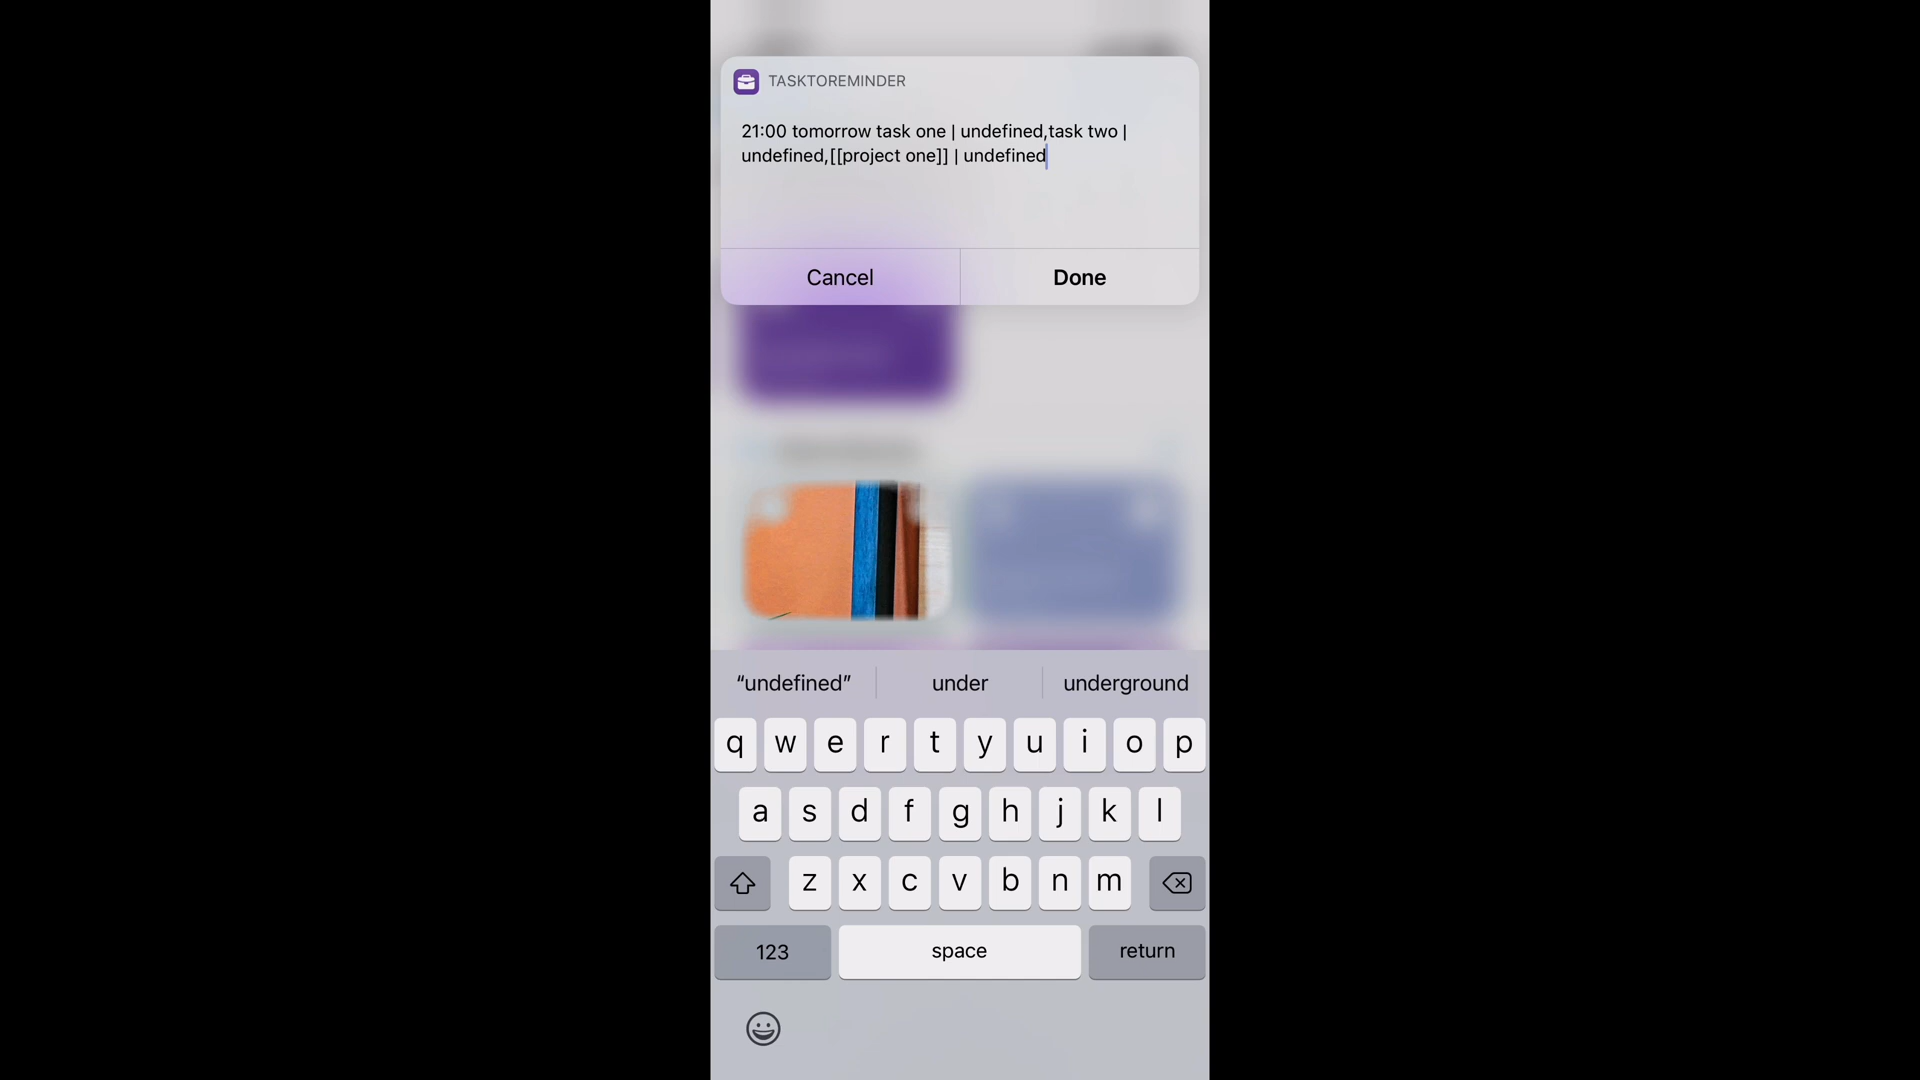 TASKTOREMINDER
21:00 tomorrow task one | undefined,task two |
undefined,[[project one]] | undefined
Cancel
Done
“undefined”
under
underground
q w e r t y u i o p
a s d f g h j k l
z x c v b n m
123
space
return